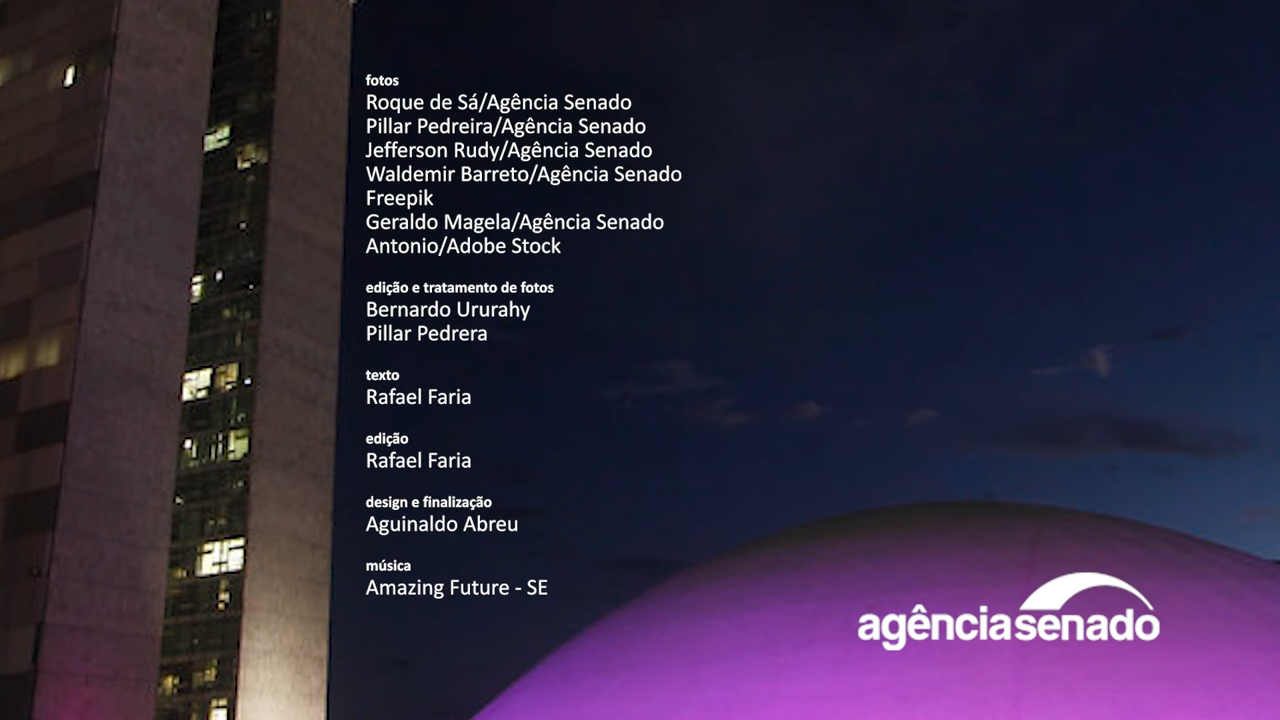 fotos
Roque de Sá/Agência Senado
Pillar Pedreira/Agência Senado
Jefferson Rudy/Agência Senado
Waldemir Barreto/Agência Senado
Freepik
Geraldo Magela/Agência Senado
Antonio/Adobe Stock
edição e tratamento de fotos
Bernardo Ururahy
Pillar Pedrera
texto
Rafael Faria
edição
Rafael Faria
design e finalização
Aguinaldo Abreu
música
Amazing Future - SE
agênciasenado